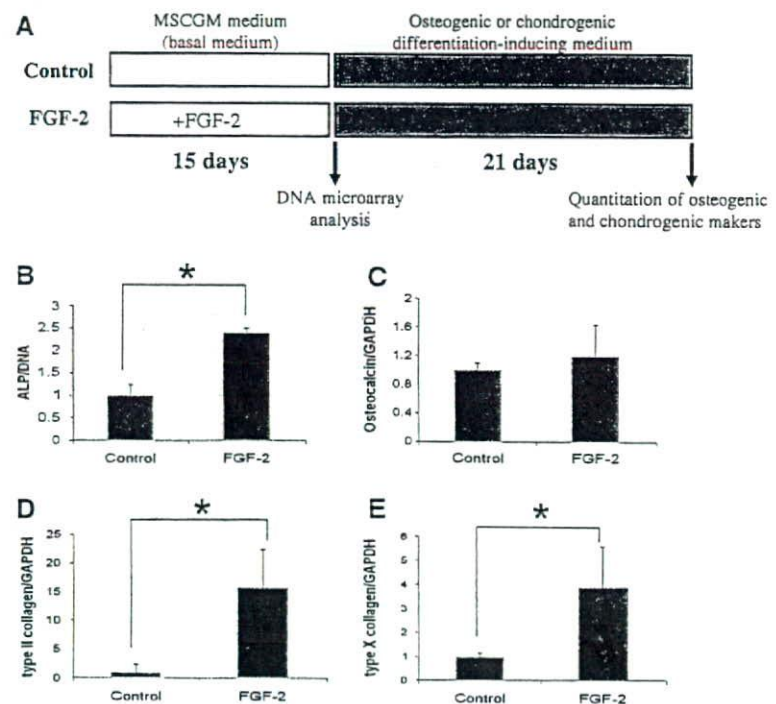 A
MSCGM medium
(basal medium)
Osteogenic or chondrogenic
differentiation-inducing medium
Control
FGF-2
+FGF-2
15 days
21 days
DNA microarray
analysis
Quantitation of osteogenic
and chondrogenic makers
B
*
ALP/DNA
3
2.5
2
1.5
1
0.5
0
Control
FGF-2
C
Osteocalcin/GAPDH
2
1.6
1.2
0.8
0.4
0
Control
FGF-2
D
*
type II collagen/GAPDH
25
20
15
10
5
0
Control
FGF-2
E
*
type X collagen/GAPDH
6
5
4
3
2
1
0
Control
FGF-2